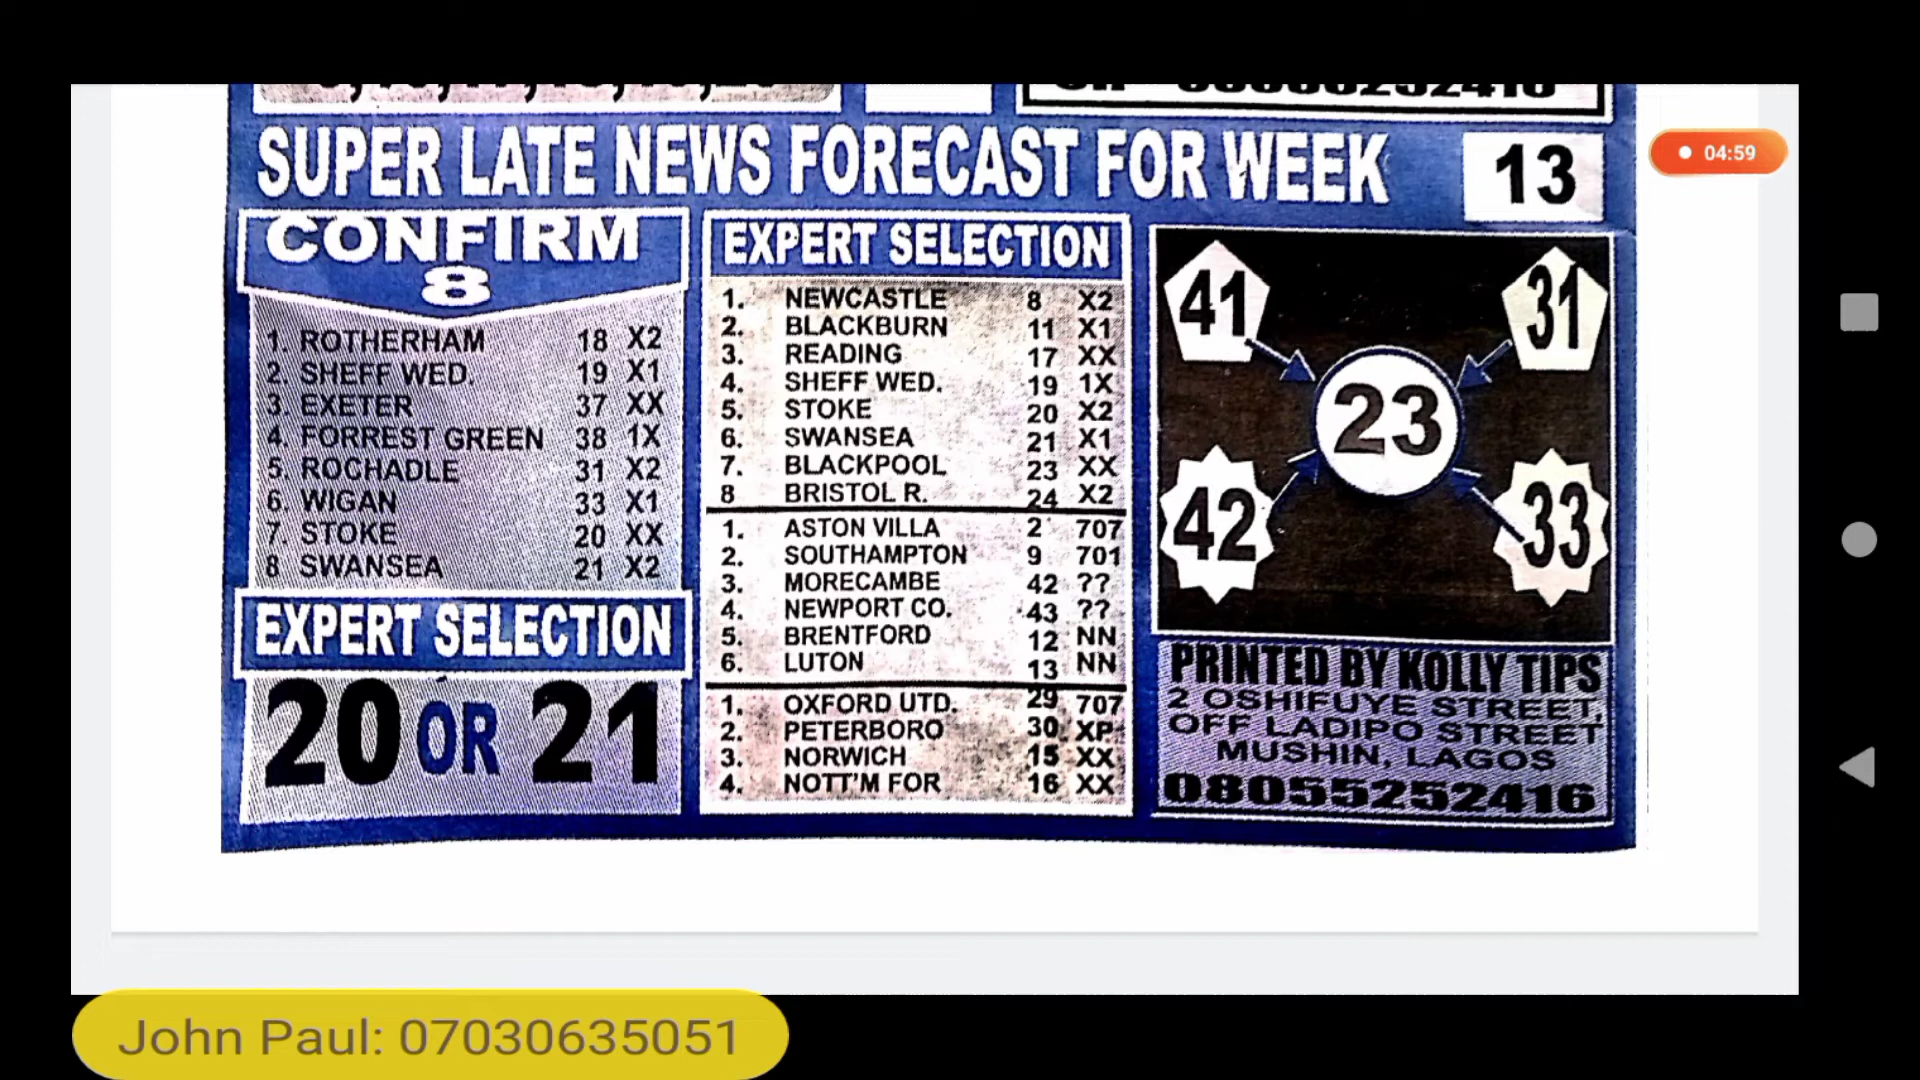 SUPER LATE NEWS FORECAST FOR WEEK 13
04:59
CONFIRM
8
1. ROTHERHAM 18 X2
2. SHEFF WED. 19 X1
3. EXETER 37 XX
4. FORREST GREEN 38 1X
5. ROCHADLE 31 X2
6. WIGAN 33 X1
7. STOKE 20 XX
8 SWANSEA 21 X2
EXPERT SELECTION
20 OR 21
EXPERT SELECTION
1. NEWCASTLE 8 X2
2. BLACKBURN 11 X1
3. READING 17 XX
4. SHEFF WED. 19 1X
5. STOKE 20 X2
6. SWANSEA 21 X1
7. BLACKPOOL 23 XX
8 BRISTOL R. 24 X2
1. ASTON VILLA 2 707
2. SOUTHAMPTON 9 701
3. MORECAMBE 42 ??
4. NEWPORT CO. 43 ??
5. BRENTFORD 12 NN
6. LUTON 13 NN
1. OXFORD UTD. 29 707
2. PETERBORO 30 XP
3. NORWICH 15 XX
4. NOTT'M FOR 16 XX
41 31
23
42 33
PRINTED BY KOLLY TIPS
2 OSHIFUYE STREET,
OFF LADIPO STREET
MUSHIN, LAGOS
08055252416
John Paul: 07030635051